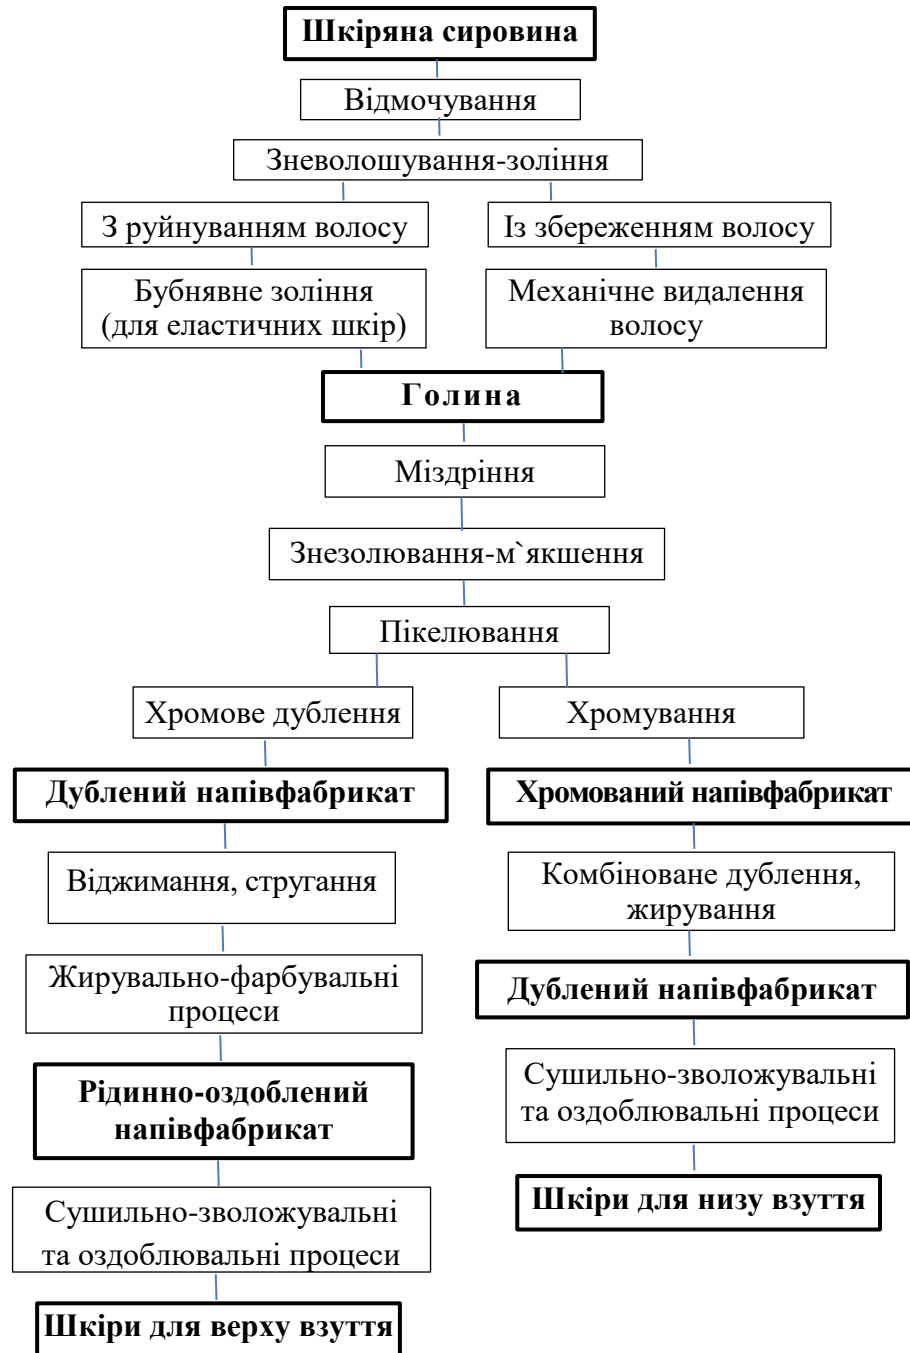 Шкіряна сировина
Відмочування
Зневолошування-зоління
З руйнуванням волосу
Із збереженням волосу
Бубнявне зоління
(для еластичних шкір)
Механічне видалення
волосу
Голина
Міздріння
Знезолювання-м`якшення
Пікелювання
Хромове дублення
Хромування
Дублений напівфабрикат
Хромований напівфабрикат
Віджимання, стругання
Комбіноване дублення,
жирування
Жирувально-фарбувальні
процеси
Дублений напівфабрикат
Рідинно-оздоблений
напівфабрикат
Сушильно-зволожувальні
та оздоблювальні процеси
Шкіри для низу взуття
Сушильно-зволожувальні
та оздоблювальні процеси
Шкіри для верху взуття